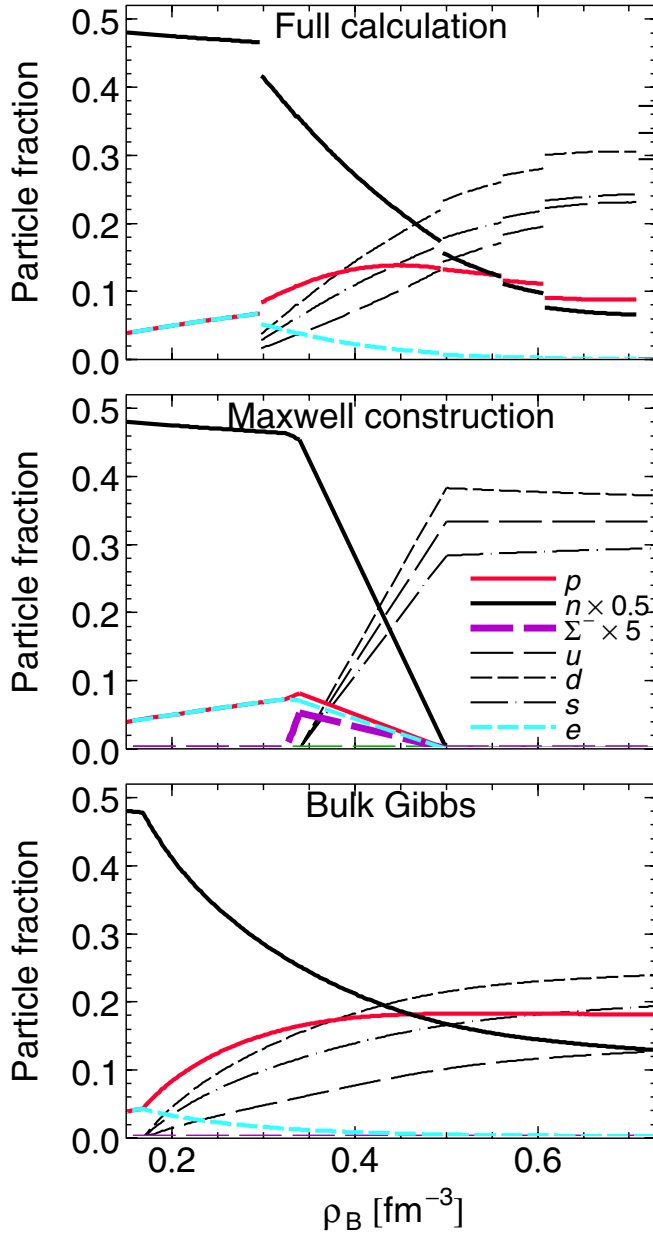 Full calculation
Particle fraction
0.5
0.4
0.3
0.2
0.1
0.0
Maxwell construction
Particle fraction
0.5
0.4
0.3
0.2
0.1
0.0
p
n × 0.5
Σ⁻ × 5
u
d
s
e
Bulk Gibbs
Particle fraction
0.5
0.4
0.3
0.2
0.1
0.0
0.2 0.4 0.6
ρ_B [fm⁻³]